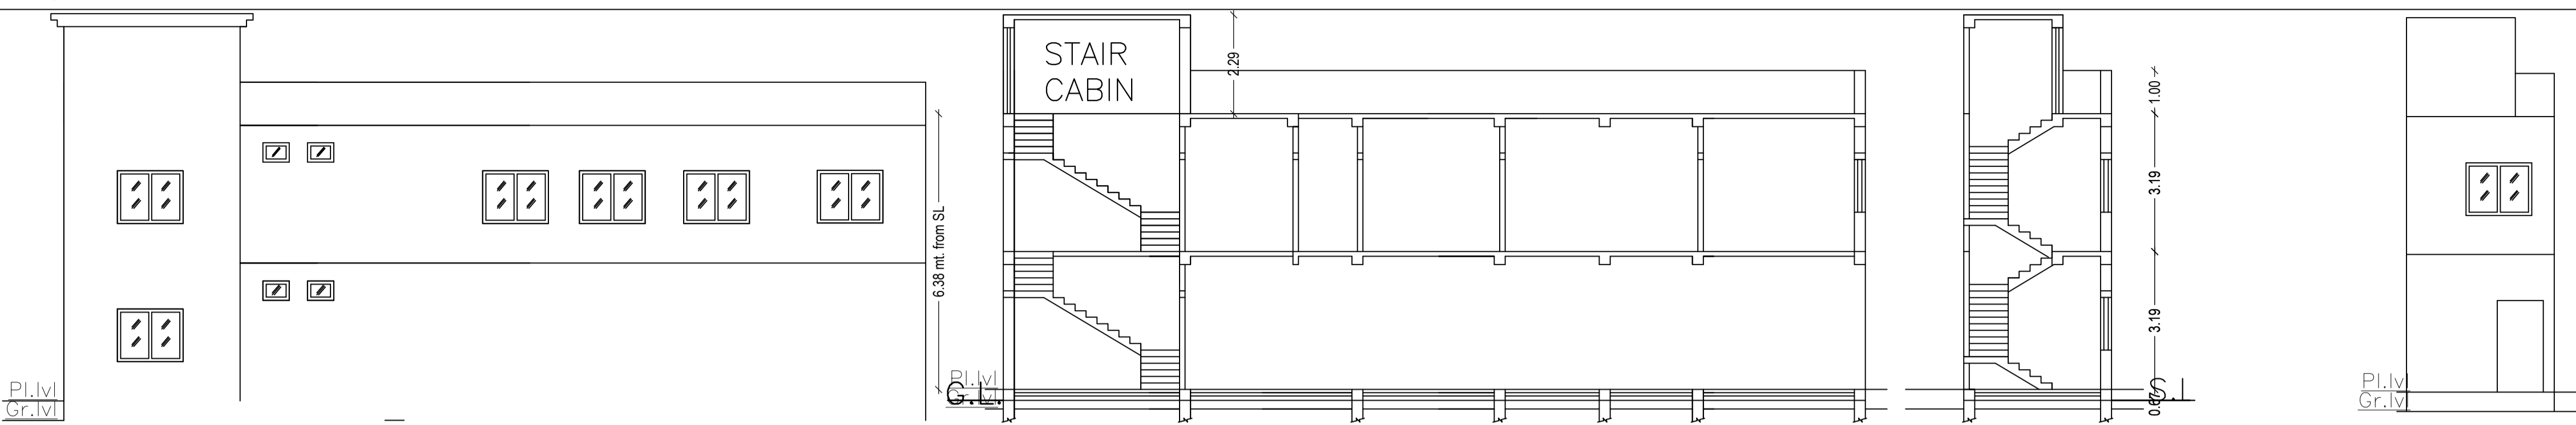 Pl.lvl
Gr.lvl
6.38 mt. from SL
STAIR
CABIN
2.29
Pl.lvl
G.L.
1.00
3.19
3.19
S.L
Pl.lvl
Gr.lvl